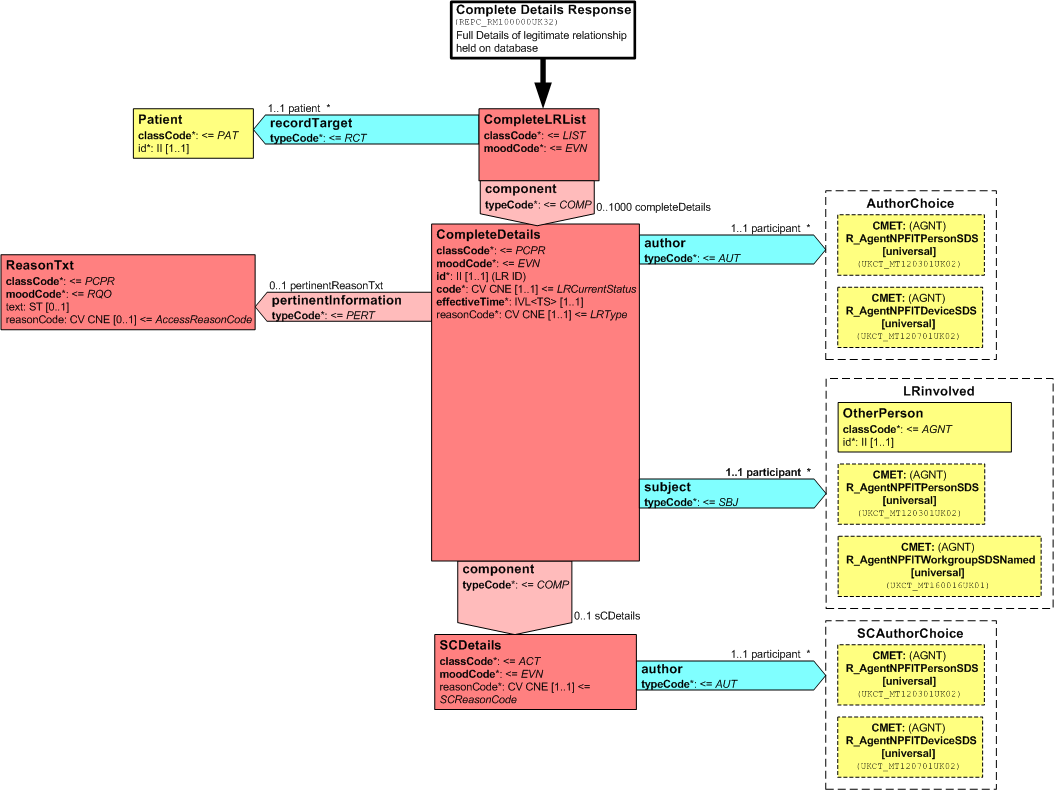 Complete Details Response
(REPC_RM100000UK32)
Full Details of legitimate relationship
held on database
1..1 patient *
Patient
classCode*: <= PAT
id*: II [1..1]
recordTarget
typeCode*: <= RCT
CompleteLRList
classCode*: <= LIST
moodCode*: <= EVN
component
typeCode*: <= COMP
0..1000 completeDetails
CompleteDetails
classCode*: <= PCPR
moodCode*: <= EVN
id*: II [1..1] (LR ID)
code*: CV CNE [1..1] <= LRCurrentStatus
effectiveTime*: IVL<TS> [1..1]
reasonCode*: CV CNE [1..1] <= LRType
ReasonTxt
classCode*: <= PCPR
moodCode*: <= RQO
text: ST [0..1]
reasonCode: CV CNE [0..1] <= AccessReasonCode
0..1 pertinentReasonTxt
pertinentInformation
typeCode*: <= PERT
1..1 participant *
author
typeCode*: <= AUT
AuthorChoice
CMET: (AGNT)
R_AgentNPFITPersonSDS
[universal]
(UKCT_MT120301UK02)
CMET: (AGNT)
R_AgentNPFITDeviceSDS
[universal]
(UKCT_MT120701UK02)
1..1 participant *
subject
typeCode*: <= SBJ
LRinvolved
OtherPerson
classCode*: <= AGNT
id*: II [1..1]
CMET: (AGNT)
R_AgentNPFITPersonSDS
[universal]
(UKCT_MT120301UK02)
CMET: (AGNT)
R_AgentNPFITWorkgroupSDSNamed
[universal]
(UKCT_MT160016UK01)
component
typeCode*: <= COMP
0..1 sCDetails
SCDetails
classCode*: <= ACT
moodCode*: <= EVN
reasonCode*: CV CNE [1..1] <=
SCReasonCode
1..1 participant *
author
typeCode*: <= AUT
SCAuthorChoice
CMET: (AGNT)
R_AgentNPFITPersonSDS
[universal]
(UKCT_MT120301UK02)
CMET: (AGNT)
R_AgentNPFITDeviceSDS
[universal]
(UKCT_MT120701UK02)